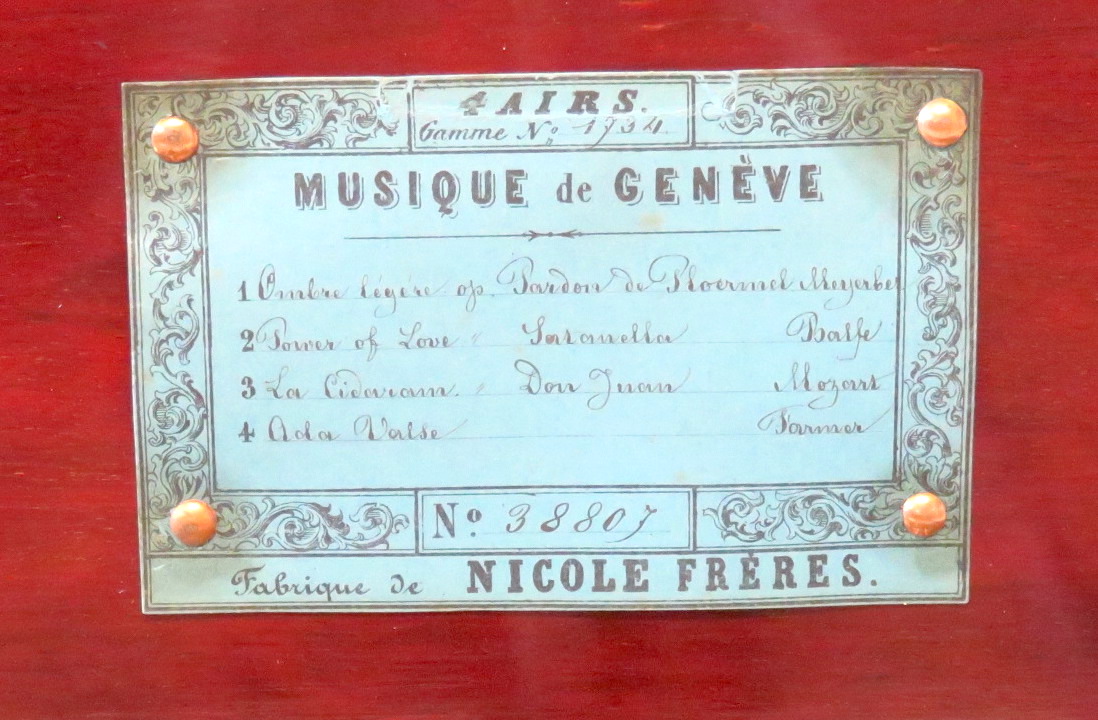 4 AIRS.
Gamme No. 1734.
MUSIQUE de GENÈVE
1 Ombre légère op. Pardon de Ploermel Meyerbe
2 Power of Love " Satanella Balfe
3 La Cidaram. " Don Juan Mozart
4 Ada Valse Farmer
No. 38807
Fabrique de NICOLE FRÈRES.